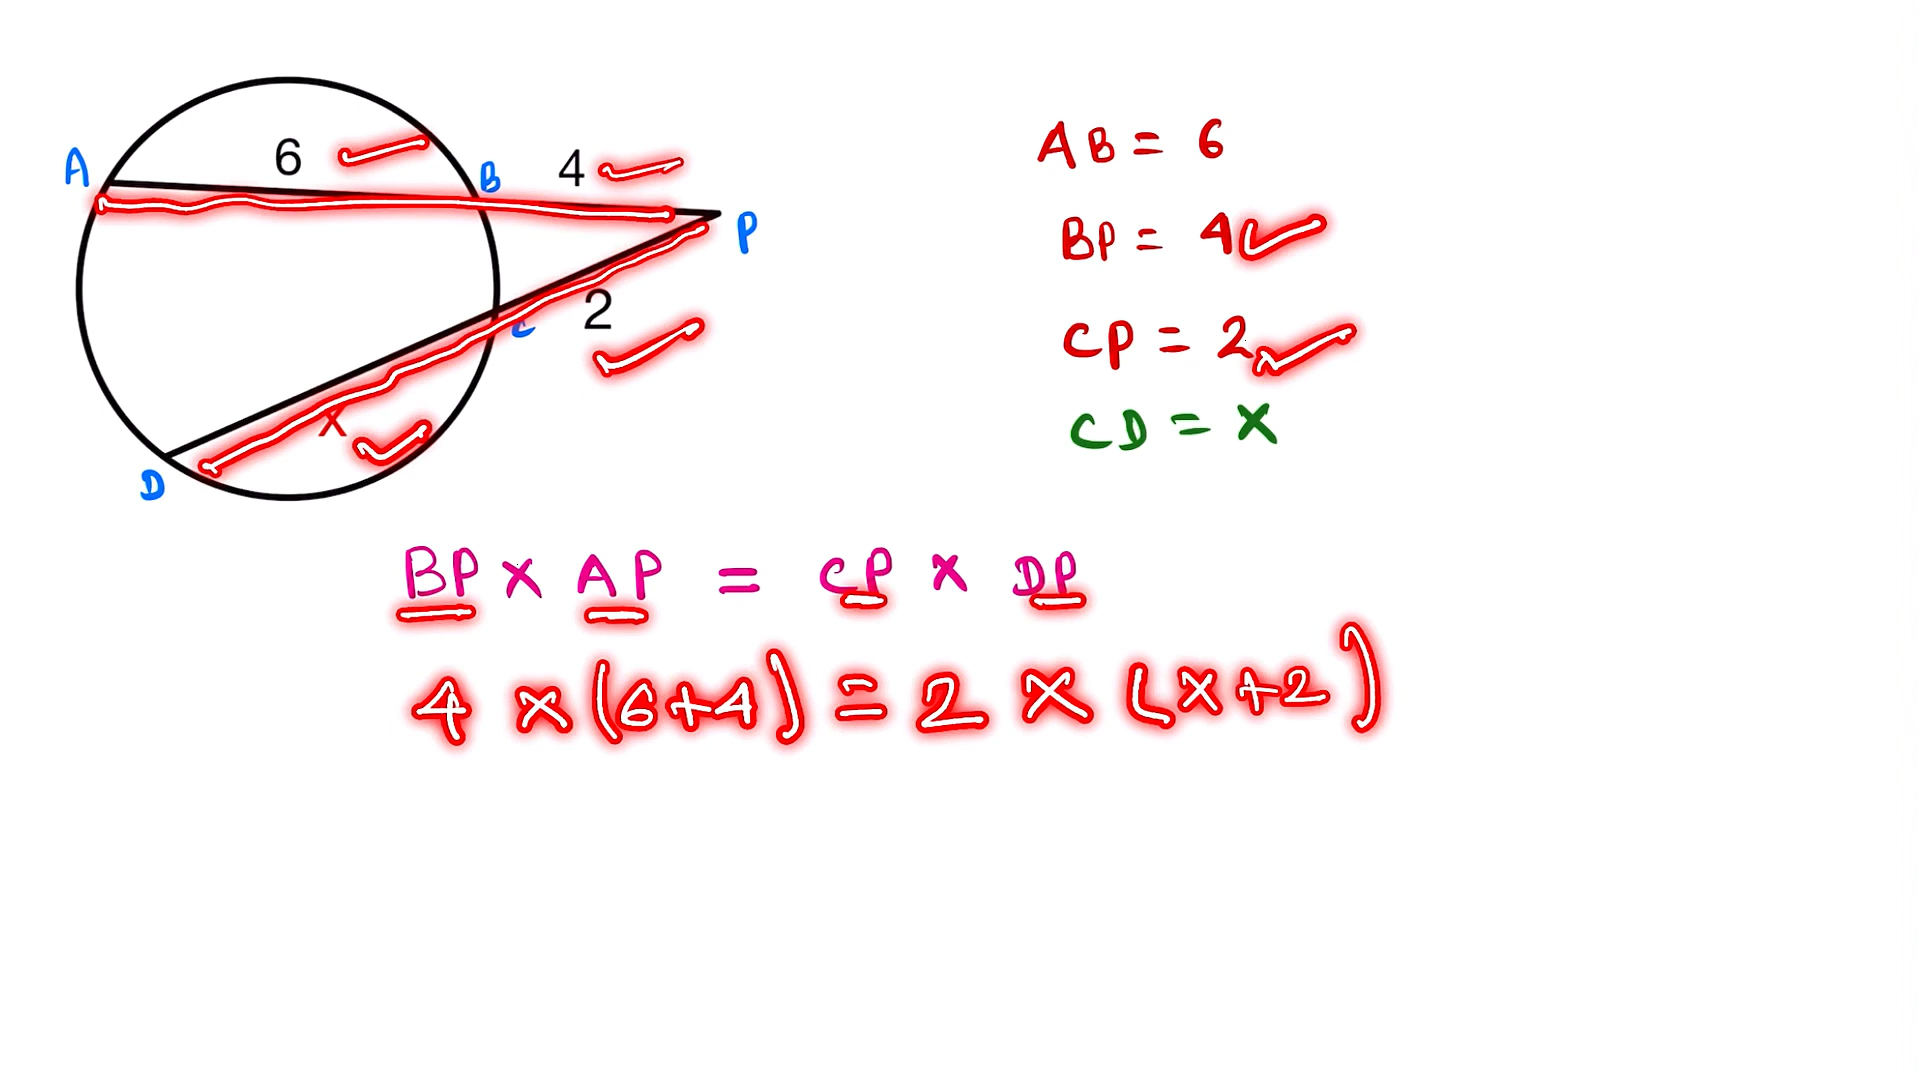 A
6
B
4
P
C
2
x
D
AB = 6
BP = 4
CP = 2
CD = x
BP × AP = CP × DP
4 × (6+4) = 2 × (x+2)